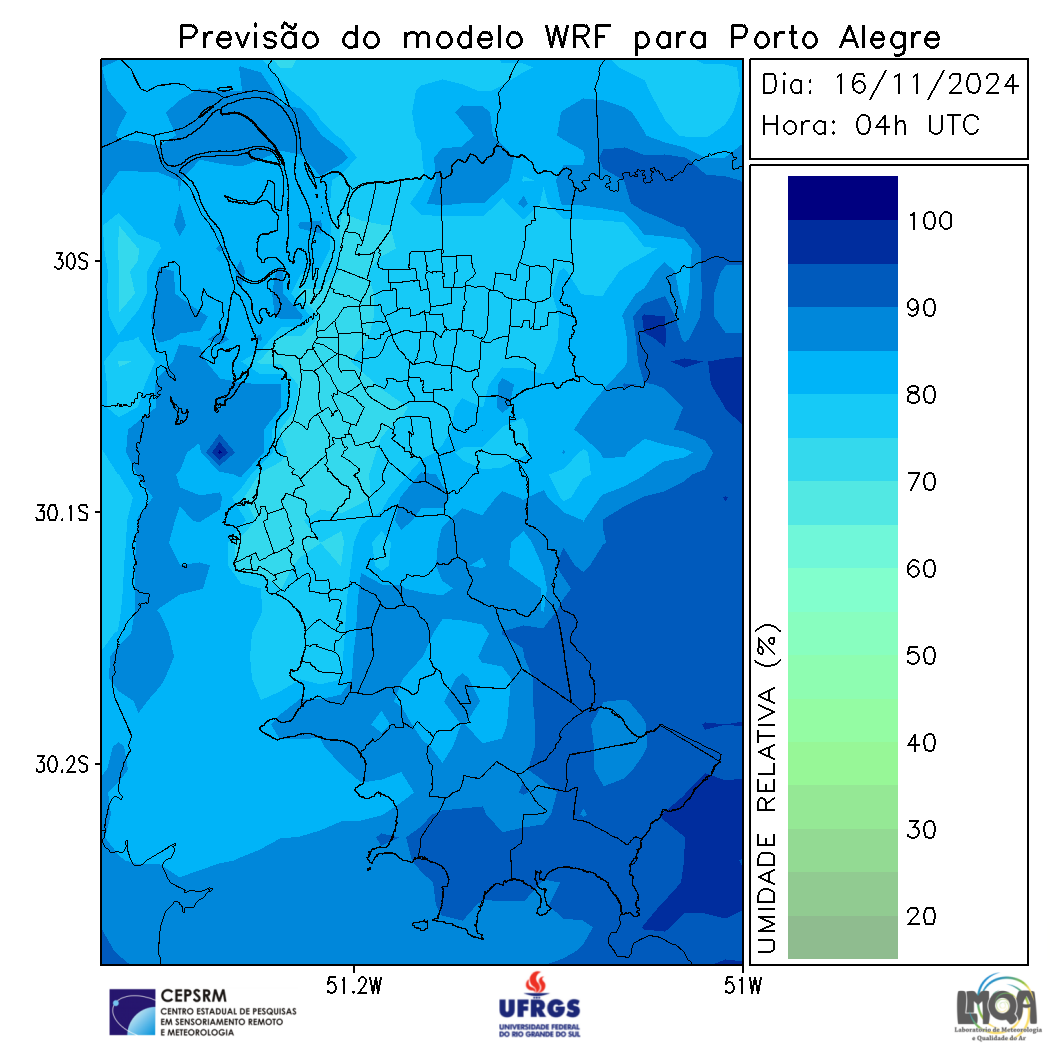 Previsão do modelo WRF para Porto Alegre
Dia: 16/11/2024
Hora: 04h UTC
30S
30.1S
30.2S
51.2W
51W
UMIDADE RELATIVA (%)
100
90
80
70
60
50
40
30
20
CEPSRM
CENTRO ESTADUAL DE PESQUISAS
EM SENSORIAMENTO REMOTO
E METEOROLOGIA
UFRGS
UNIVERSIDADE FEDERAL
DO RIO GRANDE DO SUL
LMQA
Laboratório de Meteorologia
e Qualidade do Ar